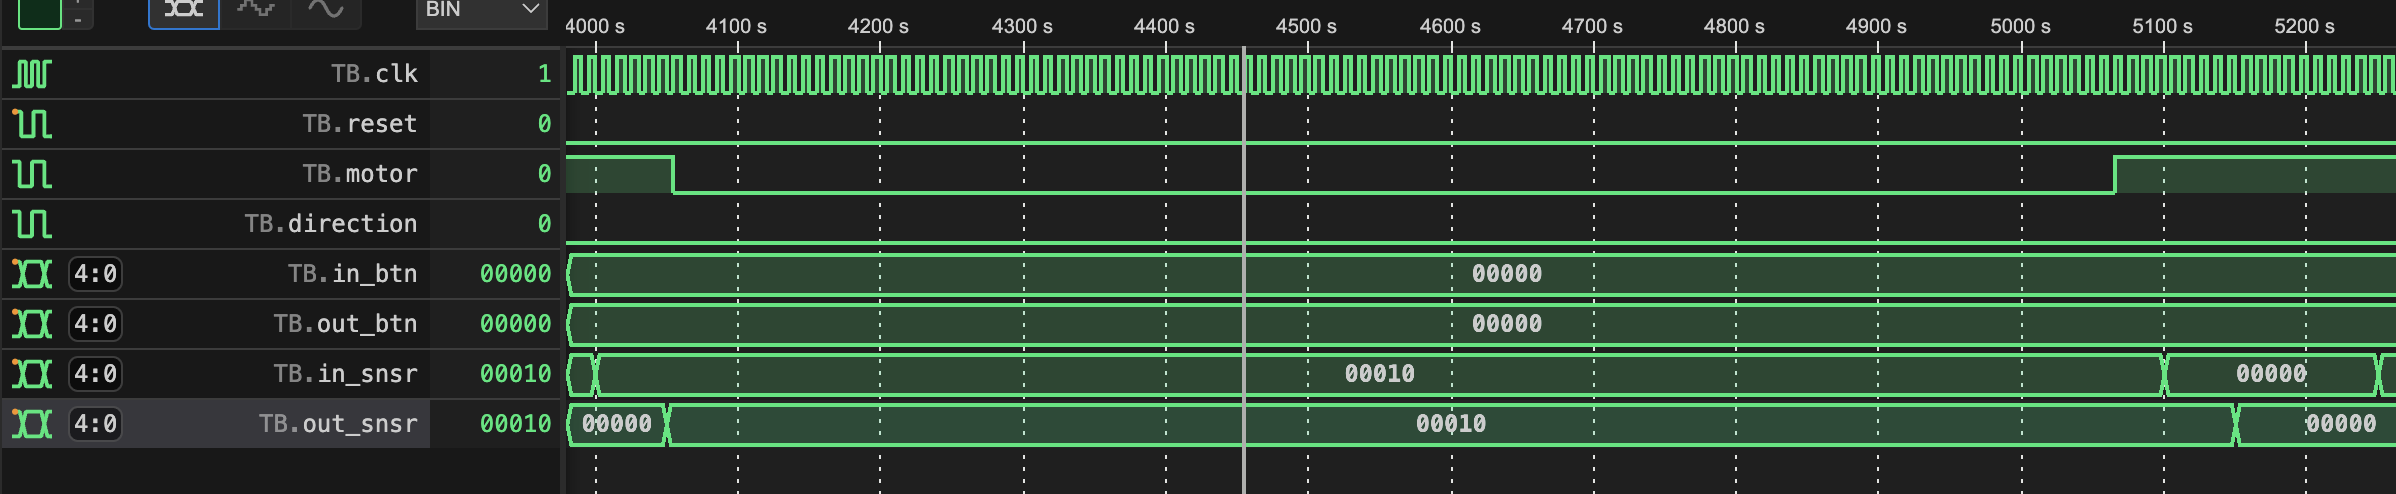 -
BIN
4000 s 4100 s 4200 s 4300 s 4400 s 4500 s 4600 s 4700 s 4800 s 4900 s 5000 s 5100 s 5200 s
TB.clk 1
TB.reset 0
TB.motor 0
TB.direction 0
4:0 TB.in_btn 00000 00000
4:0 TB.out_btn 00000 00000
4:0 TB.in_snsr 00010 00010 00000
4:0 TB.out_snsr 00010 00000 00010 00000